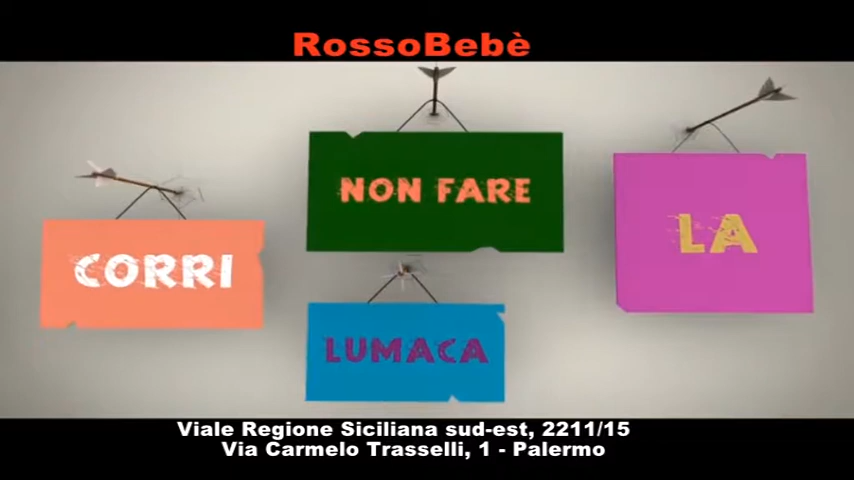 RossoBebè
CORRI
NON FARE
LA
LUMACA
Viale Regione Siciliana sud-est, 2211/15
Via Carmelo Trasselli, 1 - Palermo